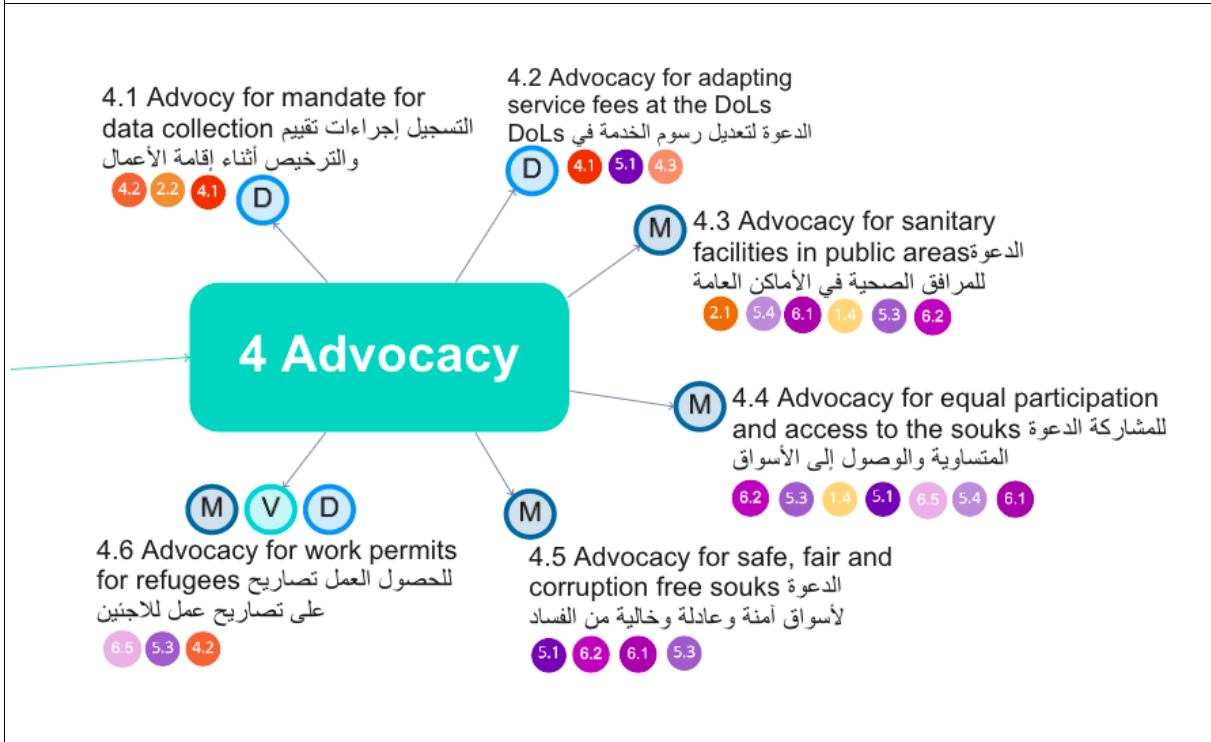 4.1 Advocy for mandate for
data collection التسجيل إجراءات تقييم
والترخيص أثناء إقامة الأعمال
4.2 2.2 4.1 D
4.2 Advocacy for adapting
service fees at the DoLs
الدعوة لتعديل رسوم الخدمة في DoLs
D 4.1 5.1 4.3
M
4.3 Advocacy for sanitary
facilities in public areasالدعوة
للمرافق الصحية في الأماكن العامة
2.1 5.4 6.1 1.4 5.3 6.2
4 Advocacy
M
4.4 Advocacy for equal participation
and access to the souks للمشاركة الدعوة
المتساوية والوصول إلى الأسواق
6.2 5.3 1.4 5.1 6.5 5.4 6.1
M V D
4.6 Advocacy for work permits
for refugees للحصول العمل تصاريح
على تصاريح عمل للاجئين
6.5 5.3 4.2
M
4.5 Advocacy for safe, fair and
corruption free souks الدعوة
لأسواق آمنة وعادلة وخالية من الفساد
5.1 6.2 6.1 5.3